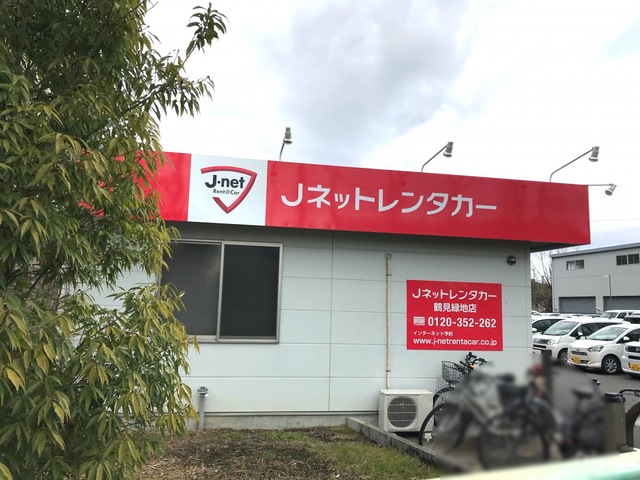 J-net
Rent@Car
Jネットレンタカー
Jネットレンタカー
鶴見緑地店
0120-352-262
インターネット予約
www.j-netrentacar.co.jp